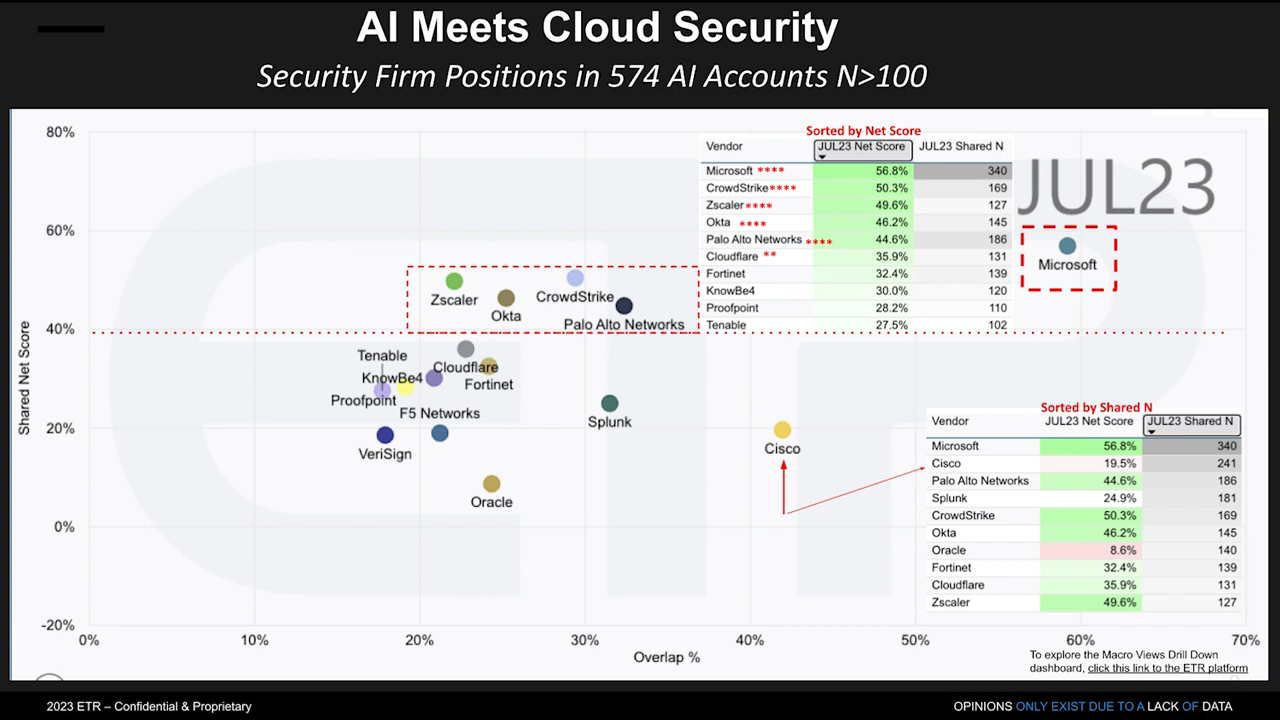 AI Meets Cloud Security
Security Firm Positions in 574 AI Accounts N>100
Sorted by Net Score
Vendor JUL23 Net Score JUL23 Shared N
Microsoft **** 56.8% 340
CrowdStrike**** 50.3% 169
Zscaler**** 49.6% 127
Okta **** 46.2% 145
Palo Alto Networks **** 44.6% 186
Cloudflare ** 35.9% 131
Fortinet 32.4% 139
KnowBe4 30.0% 120
Proofpoint 28.2% 110
Tenable 27.5% 102
JUL23
Shared Net Score
80%
60%
40%
20%
0%
-20%
Microsoft
Zscaler
CrowdStrike
Okta
Palo Alto Networks
Tenable
Cloudflare
KnowBe4
Fortinet
Proofpoint
F5 Networks
Splunk
VeriSign
Cisco
Oracle
Sorted by Shared N
Vendor JUL23 Net Score JUL23 Shared N
Microsoft 56.8% 340
Cisco 19.5% 241
Palo Alto Networks 44.6% 186
Splunk 24.9% 181
CrowdStrike 50.3% 169
Okta 46.2% 145
Oracle 8.6% 140
Fortinet 32.4% 139
Cloudflare 35.9% 131
Zscaler 49.6% 127
0% 10% 20% 30% 40% 50% 60% 70%
Overlap %
To explore the Macro Views Drill Down
dashboard, click this link to the ETR platform
2023 ETR – Confidential & Proprietary
OPINIONS ONLY EXIST DUE TO A LACK OF DATA